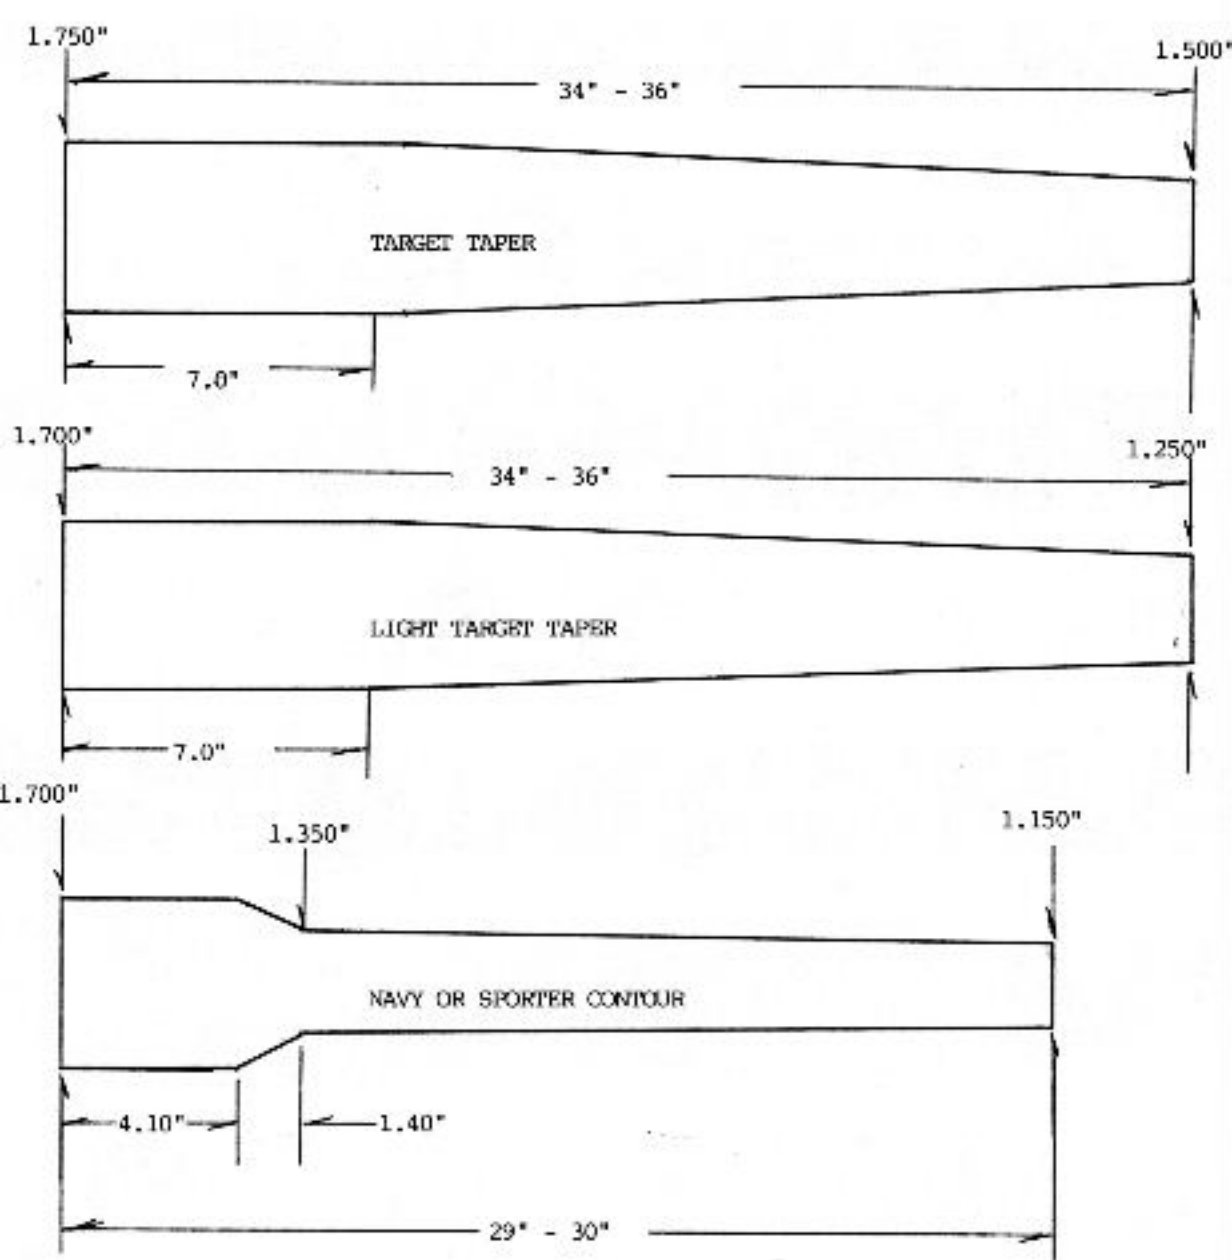 1.750"
1.500"
34" - 36"
TARGET TAPER
7.0"
1.700"
1.250"
34" - 36"
LIGHT TARGET TAPER
7.0"
1.700"
1.350"
1.150"
NAVY OR SPORTER CONTOUR
4.10"
1.40"
29" - 30"